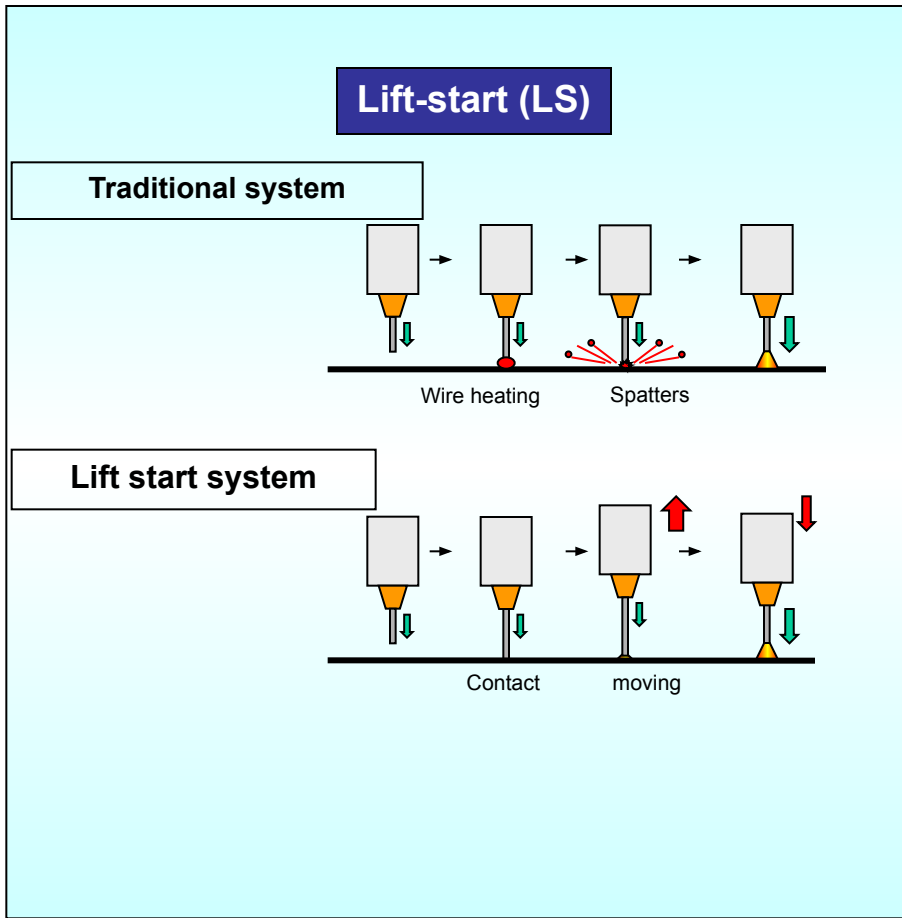 Lift-start (LS)
Traditional system
Wire heating
Spatters
Lift start system
Contact
moving